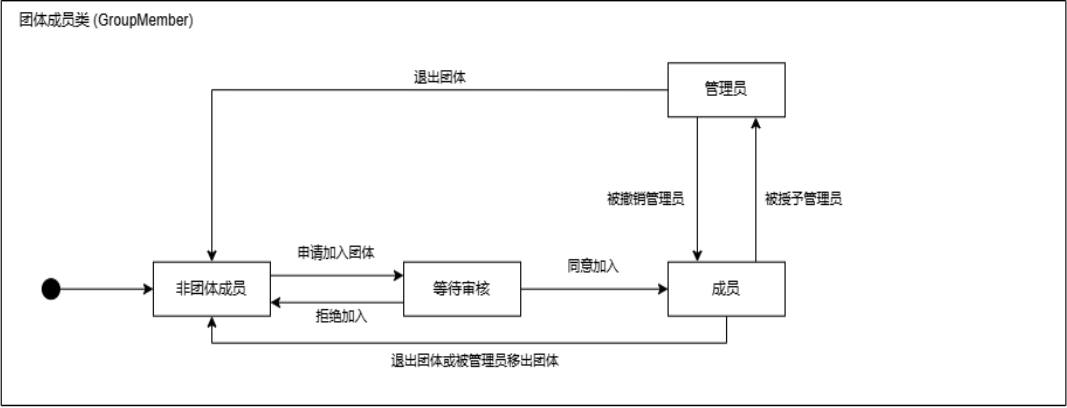 团体成员类 (GroupMember)
退出团体
管理员
被撤销管理员
被授予管理员
申请加入团体
同意加入
非团体成员
等待审核
成员
拒绝加入
退出团体或被管理员移出团体